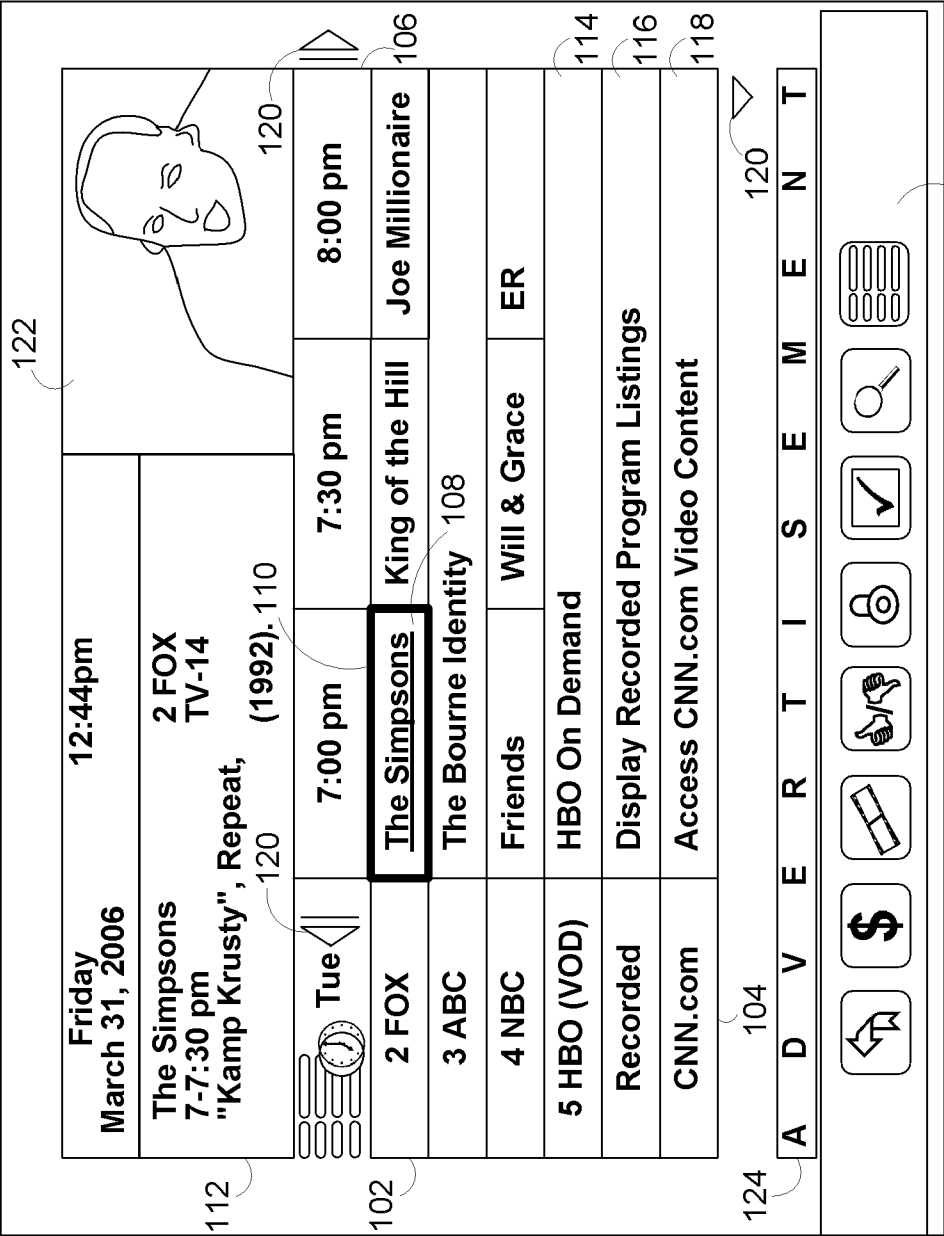 122
Friday
March 31, 2006
12:44pm
The Simpsons
7-7:30 pm
"Kamp Krusty", Repeat,
(1992).
2 FOX
TV-14
112
110
120
120
Tue
7:00 pm
7:30 pm
8:00 pm
106
102
2 FOX
The Simpsons
King of the Hill
Joe Millionaire
108
3 ABC
The Bourne Identity
4 NBC
Friends
Will & Grace
ER
5 HBO (VOD)
HBO On Demand
114
Recorded
Display Recorded Program Listings
116
CNN.com
Access CNN.com Video Content
118
104
120
124
A D V E R T I S E M E N T
$